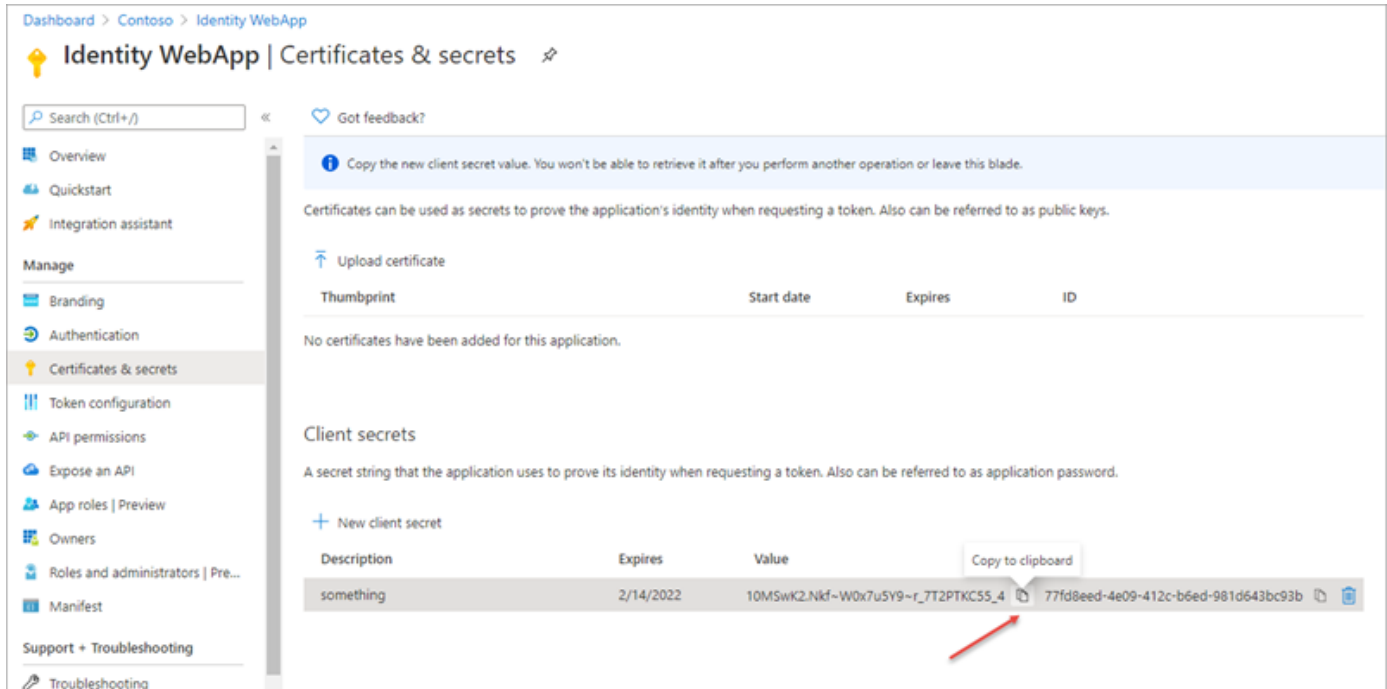 Dashboard > Contoso > Identity WebApp
Identity WebApp | Certificates & secrets
Search (Ctrl+/)
«
Overview
Quickstart
Integration assistant
Manage
Branding
Authentication
Certificates & secrets
Token configuration
API permissions
Expose an API
App roles | Preview
Owners
Roles and administrators | Pre...
Manifest
Support + Troubleshooting
Troubleshooting
Got feedback?
Copy the new client secret value. You won't be able to retrieve it after you perform another operation or leave this blade.
Certificates can be used as secrets to prove the application's identity when requesting a token. Also can be referred to as public keys.
Upload certificate
Thumbprint Start date Expires ID
No certificates have been added for this application.
Client secrets
A secret string that the application uses to prove its identity when requesting a token. Also can be referred to as application password.
New client secret
Description Expires Value Copy to clipboard
something 2/14/2022 10MSwK2.Nkf~W0x7u5Y9~r_7T2PTKC55_4 77fd8eed-4e09-412c-b6ed-981d643bc93b